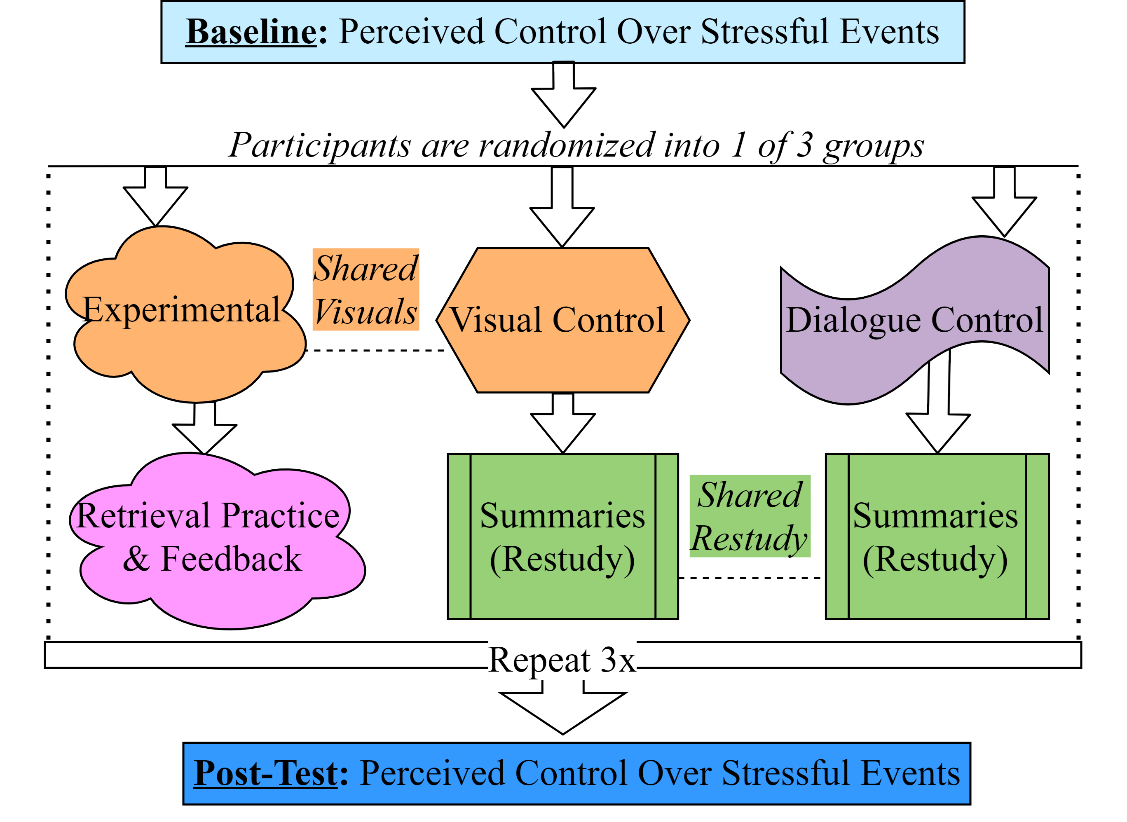 Baseline: Perceived Control Over Stressful Events
Participants are randomized into 1 of 3 groups
Experimental
Shared
Visuals
Visual Control
Dialogue Control
Retrieval Practice
& Feedback
Summaries
(Restudy)
Shared
Restudy
Summaries
(Restudy)
Repeat 3x
Post-Test: Perceived Control Over Stressful Events